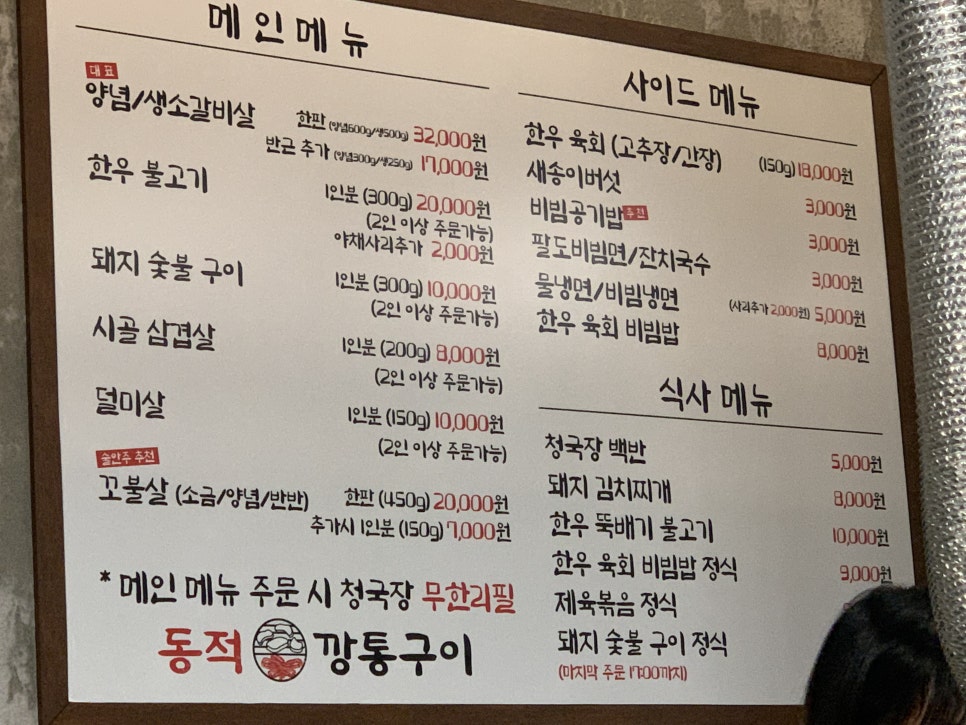 메인메뉴
대표
양념/생소갈비살 한판 (양념600g/생500g) 32,000원
반근 추가 (양념300g/생250g) 17,000원
한우 불고기 1인분 (300g) 20,000원
(2인 이상 주문가능)
야채사리추가 2,000원
돼지 숯불 구이 1인분 (300g) 10,000원
(2인 이상 주문가능)
시골 삼겹살 1인분 (200g) 8,000원
(2인 이상 주문가능)
덜미살 1인분 (150g) 10,000원
(2인 이상 주문가능)
술안주 추천
꼬불살 (소금/양념/반반) 한판 (450g) 20,000원
추가시 1인분 (150g) 7,000원
* 메인 메뉴 주문 시 청국장 무한리필
동적 깡통구이
사이드 메뉴
한우 육회 (고추장/간장) (150g) 18,000원
새송이버섯 3,000원
비빔공기밥 추천 3,000원
팔도비빔면/잔치국수 3,000원
물냉면/비빔냉면 (사리추가 2,000원) 5,000원
한우 육회 비빔밥 8,000원
식사 메뉴
청국장 백반 5,000원
돼지 김치찌개 8,000원
한우 뚝배기 불고기 10,000원
한우 육회 비빔밥 정식 9,000원
제육볶음 정식
돼지 숯불 구이 정식
(마지막 주문 17:00까지)